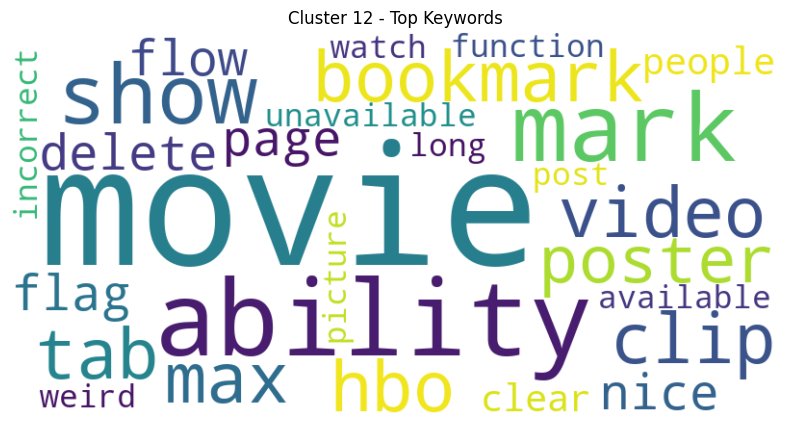 Cluster 12 - Top Keywords
watch function
flow bookmark people
incorrect show
unavailable mark
delete page long
movie post
video
picture poster
flag ability available
tab clip
max hbo nice
weird clear